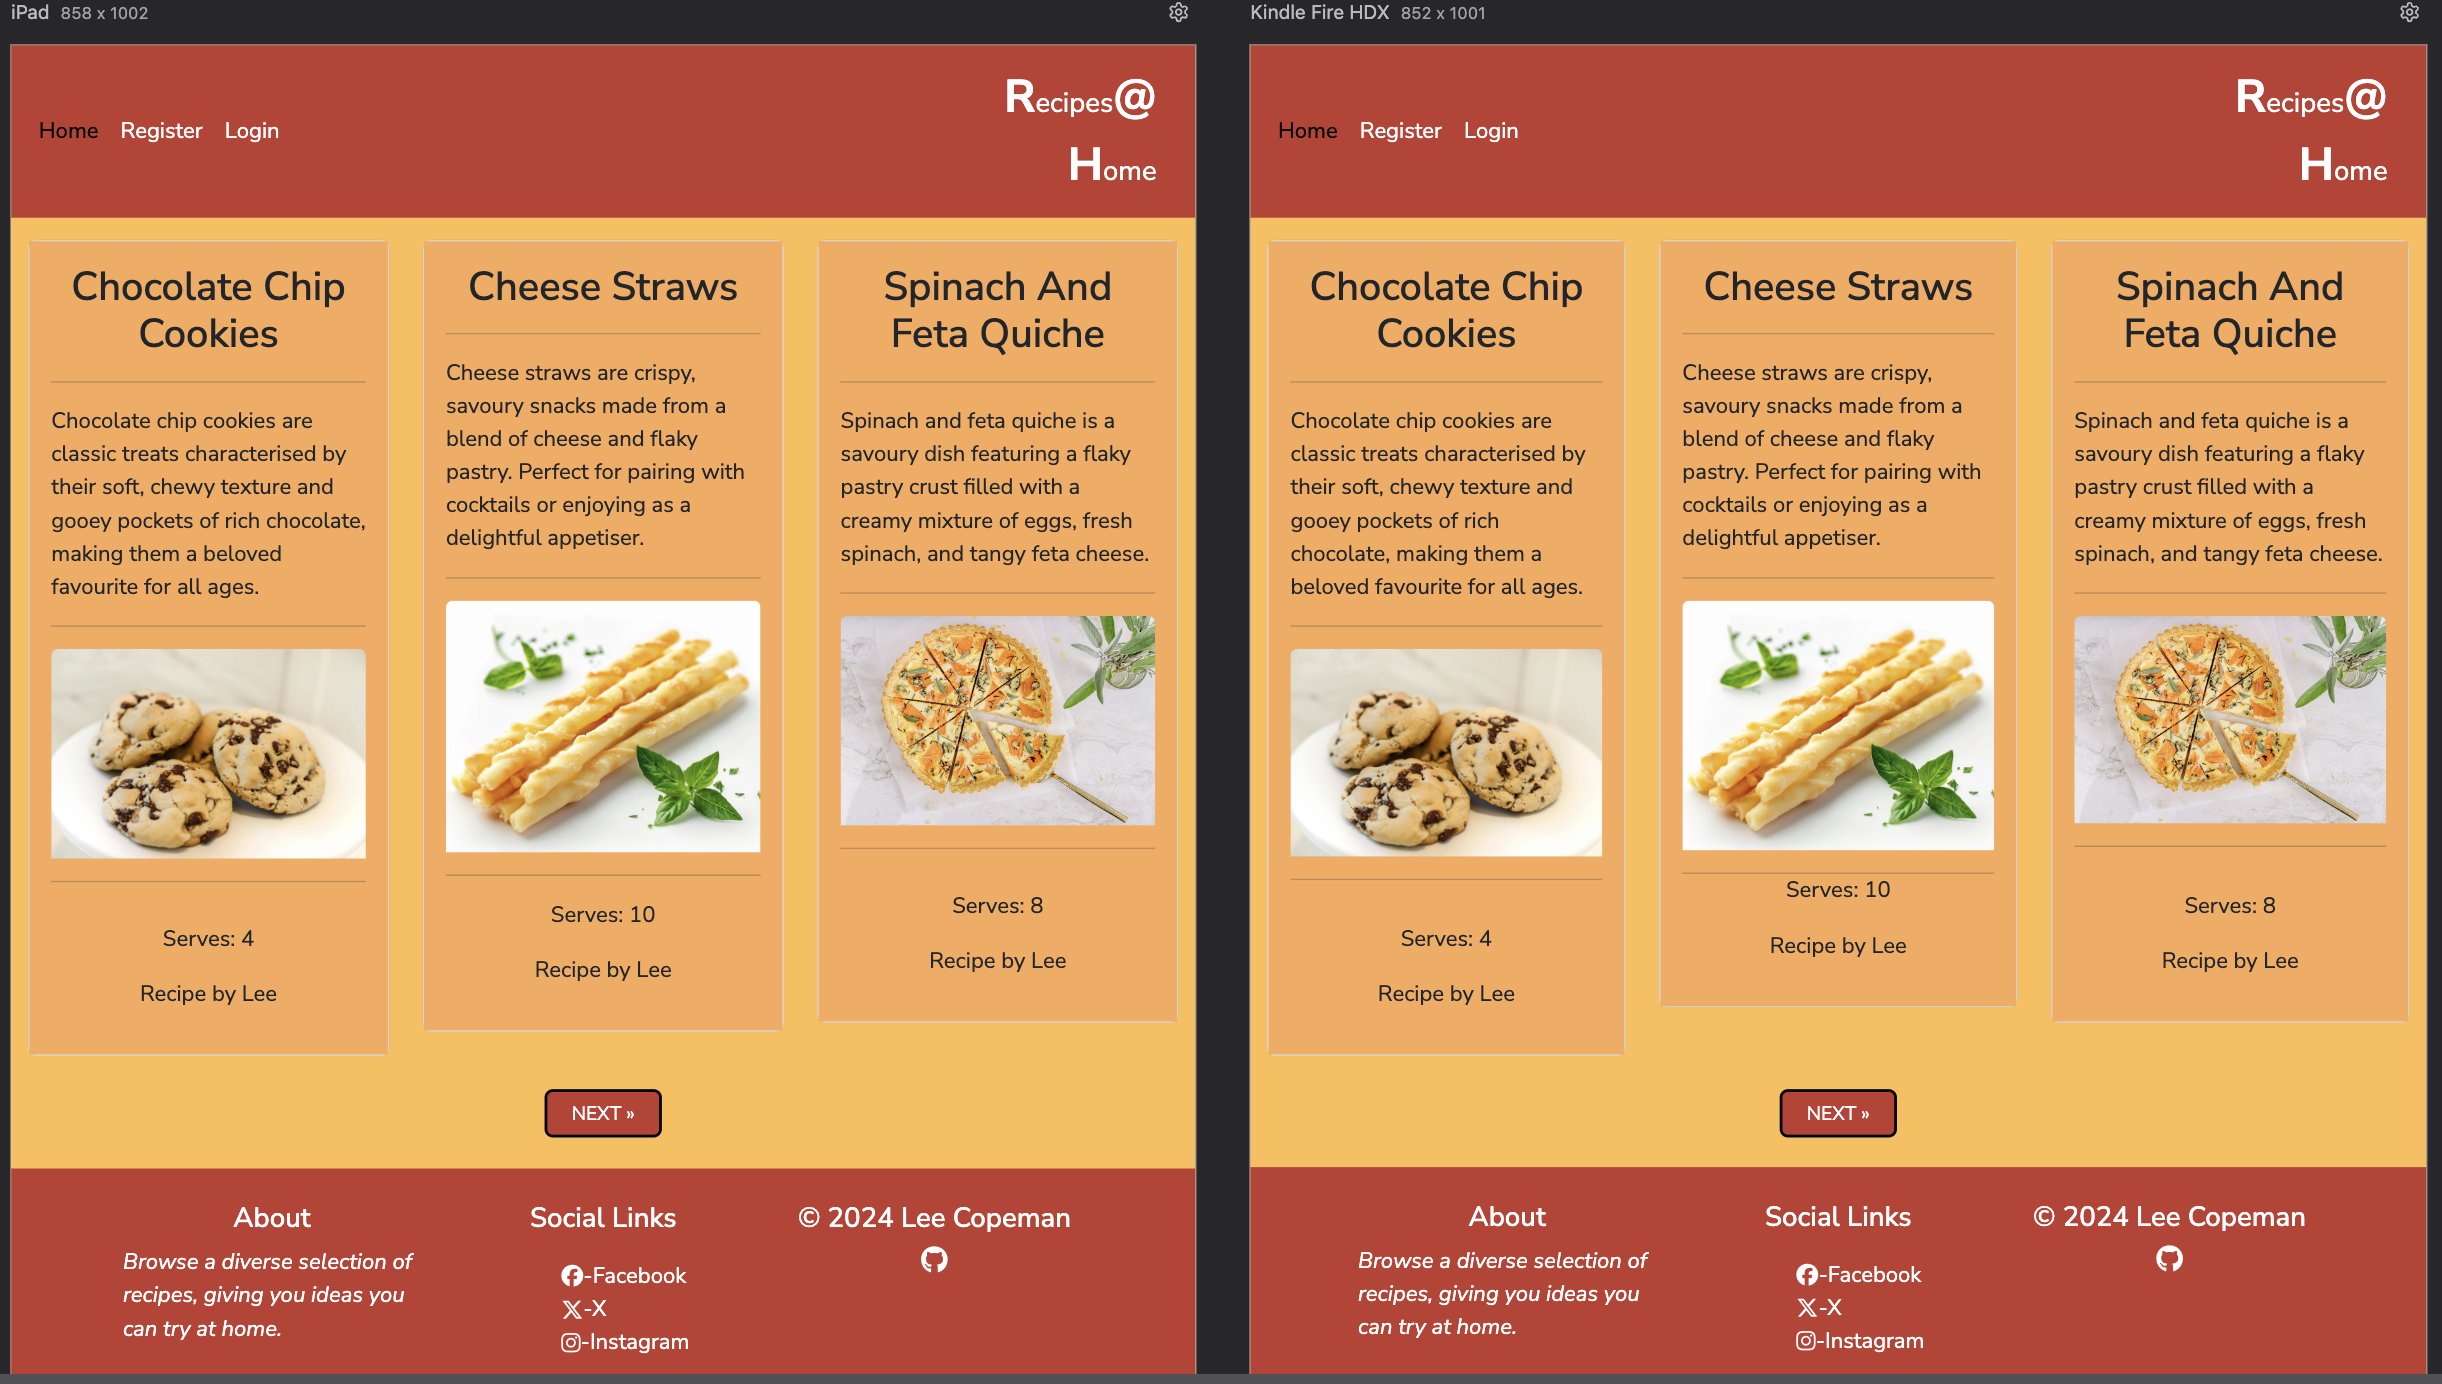 iPad 858 x 1002
Home Register Login
Recipes@
Home
Chocolate Chip
Cookies
Chocolate chip cookies are
classic treats characterised by
their soft, chewy texture and
gooey pockets of rich chocolate,
making them a beloved
favourite for all ages.
Serves: 4
Recipe by Lee
Cheese Straws
Cheese straws are crispy,
savoury snacks made from a
blend of cheese and flaky
pastry. Perfect for pairing with
cocktails or enjoying as a
delightful appetiser.
Serves: 10
Recipe by Lee
Spinach And
Feta Quiche
Spinach and feta quiche is a
savoury dish featuring a flaky
pastry crust filled with a
creamy mixture of eggs, fresh
spinach, and tangy feta cheese.
Serves: 8
Recipe by Lee
NEXT »
About
Browse a diverse selection of
recipes, giving you ideas you
can try at home.
Social Links
-Facebook
-X
-Instagram
© 2024 Lee Copeman
Kindle Fire HDX 852 x 1001
Home Register Login
Recipes@
Home
Chocolate Chip
Cookies
Chocolate chip cookies are
classic treats characterised by
their soft, chewy texture and
gooey pockets of rich
chocolate, making them a
beloved favourite for all ages.
Serves: 4
Recipe by Lee
Cheese Straws
Cheese straws are crispy,
savoury snacks made from a
blend of cheese and flaky
pastry. Perfect for pairing with
cocktails or enjoying as a
delightful appetiser.
Serves: 10
Recipe by Lee
Spinach And
Feta Quiche
Spinach and feta quiche is a
savoury dish featuring a flaky
pastry crust filled with a
creamy mixture of eggs, fresh
spinach, and tangy feta cheese.
Serves: 8
Recipe by Lee
NEXT »
About
Browse a diverse selection of
recipes, giving you ideas you
can try at home.
Social Links
-Facebook
-X
-Instagram
© 2024 Lee Copeman